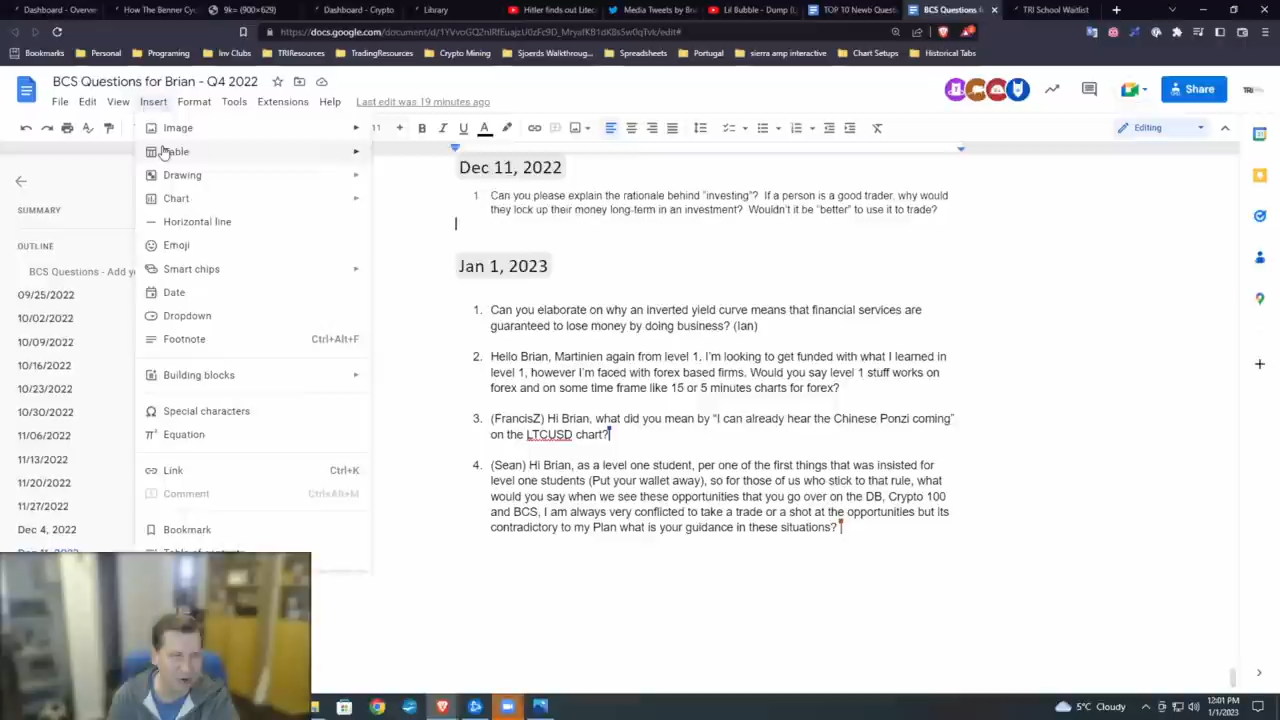 Dashboard - Overv
How The Benner Cyc
9k= (900×629)
Dashboard - Crypto
Library
Hitler finds out Litec
Media Tweets by Bri
Lil Bubble - Dump (L
TOP 10 Newb Quest
BCS Questions f
TRI School Waitlist
https://docs.google.com/document/d/
Bookmarks
Personal
Programing
Inv Clubs
TRIResources
TradingResources
Crypto Mining
Sjoerds Walkthroug...
Spreadsheets
Portugal
sierra amp interactive
Chart Setups
Historical Tabs
BCS Questions for Brian - Q4 2022
File Edit View Insert Format Tools Extensions Help Last edit was 19 minutes ago
Share
11
Editing
Image
Table
Drawing
Chart
Horizontal line
Emoji
Smart chips
Date
Dropdown
Footnote Ctrl+Alt+F
Building blocks
Special characters
Equation
Link Ctrl+K
Comment Ctrl+Alt+M
Bookmark
SUMMARY
OUTLINE
BCS Questions - Add yo
09/25/2022
10/02/2022
10/09/2022
10/16/2022
10/23/2022
10/30/2022
11/06/2022
11/13/2022
11/20/2022
11/27/2022
Dec 4, 2022
Dec 11, 2022
Dec 11, 2022
1 Can you please explain the rationale behind "investing"? If a person is a good trader, why would
they lock up their money long-term in an investment? Wouldn't it be "better" to use it to trade?
Jan 1, 2023
1. Can you elaborate on why an inverted yield curve means that financial services are
guaranteed to lose money by doing business? (Ian)
2. Hello Brian, Martinien again from level 1. I'm looking to get funded with what I learned in
level 1, however I'm faced with forex based firms. Would you say level 1 stuff works on
forex and on some time frame like 15 or 5 minutes charts for forex?
3. (FrancisZ) Hi Brian, what did you mean by "I can already hear the Chinese Ponzi coming"
on the LTCUSD chart?
4. (Sean) Hi Brian, as a level one student, per one of the first things that was insisted for
level one students (Put your wallet away), so for those of us who stick to that rule, what
would you say when we see these opportunities that you go over on the DB, Crypto 100
and BCS, I am always very conflicted to take a trade or a shot at the opportunities but its
contradictory to my Plan what is your guidance in these situations?
5°C Cloudy
12:01 PM
1/1/2023